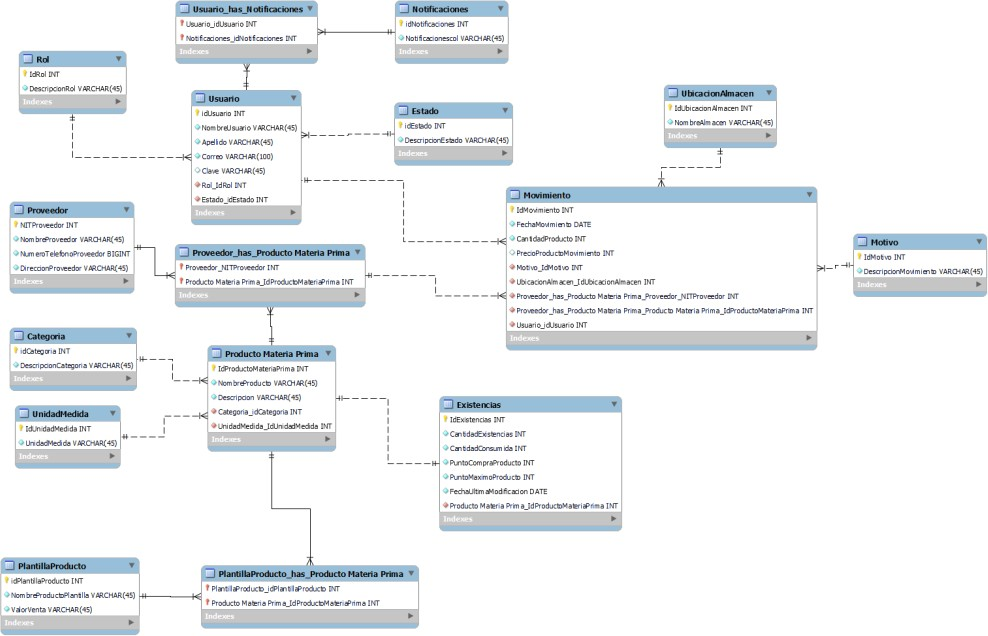 Usuario_has_Notificaciones
Usuario_idUsuario INT
Notificaciones_idNotificaciones INT
Indexes
Notificaciones
idNotificaciones INT
Notificacionescol VARCHAR(45)
Indexes
Rol
IdRol INT
DescripcionRol VARCHAR(45)
Indexes
Usuario
idUsuario INT
NombreUsuario VARCHAR(45)
Apellido VARCHAR(45)
Correo VARCHAR(100)
Clave VARCHAR(45)
Rol_IdRol INT
Estado_idEstado INT
Indexes
Estado
idEstado INT
DescripcionEstado VARCHAR(45)
Indexes
UbicacionAlmacen
IdUbicacionAlmacen INT
NombreAlmacen VARCHAR(45)
Indexes
Proveedor
NITProveedor INT
NombreProveedor VARCHAR(45)
NumeroTelefonoProveedor BIGINT
DireccionProveedor VARCHAR(45)
Indexes
Proveedor_has_Producto Materia Prima
Proveedor_NITProveedor INT
Producto Materia Prima_IdProductoMateriaPrima INT
Indexes
Movimiento
IdMovimiento INT
FechaMovimiento DATE
CantidadProducto INT
PrecioProductoMovimiento INT
Motivo_IdMotivo INT
UbicacionAlmacen_IdUbicacionAlmacen INT
Proveedor_has_Producto Materia Prima_Proveedor_NITProveedor INT
Proveedor_has_Producto Materia Prima_Producto Materia Prima_IdProductoMateriaPrima INT
Usuario_idUsuario INT
Indexes
Motivo
IdMotivo INT
DescripcionMovimiento VARCHAR(45)
Indexes
Categoria
idCategoria INT
DescripcionCategoria VARCHAR(45)
Indexes
UnidadMedida
IdUnidadMedida INT
UnidadMedida VARCHAR(45)
Indexes
Producto Materia Prima
IdProductoMateriaPrima INT
NombreProducto VARCHAR(45)
Descripcion VARCHAR(45)
Categoria_idCategoria INT
UnidadMedida_IdUnidadMedida INT
Indexes
Existencias
IdExistencias INT
CantidadExistencias INT
CantidadConsumida INT
PuntoCompraProducto INT
PuntoMaximoProducto INT
FechaUltimaModificacion DATE
Producto Materia Prima_IdProductoMateriaPrima INT
Indexes
PlantillaProducto
idPlantillaProducto INT
NombreProductoPlantilla VARCHAR(45)
ValorVenta VARCHAR(45)
Indexes
PlantillaProducto_has_Producto Materia Prima
PlantillaProducto_idPlantillaProducto INT
Producto Materia Prima_IdProductoMateriaPrima INT
Indexes